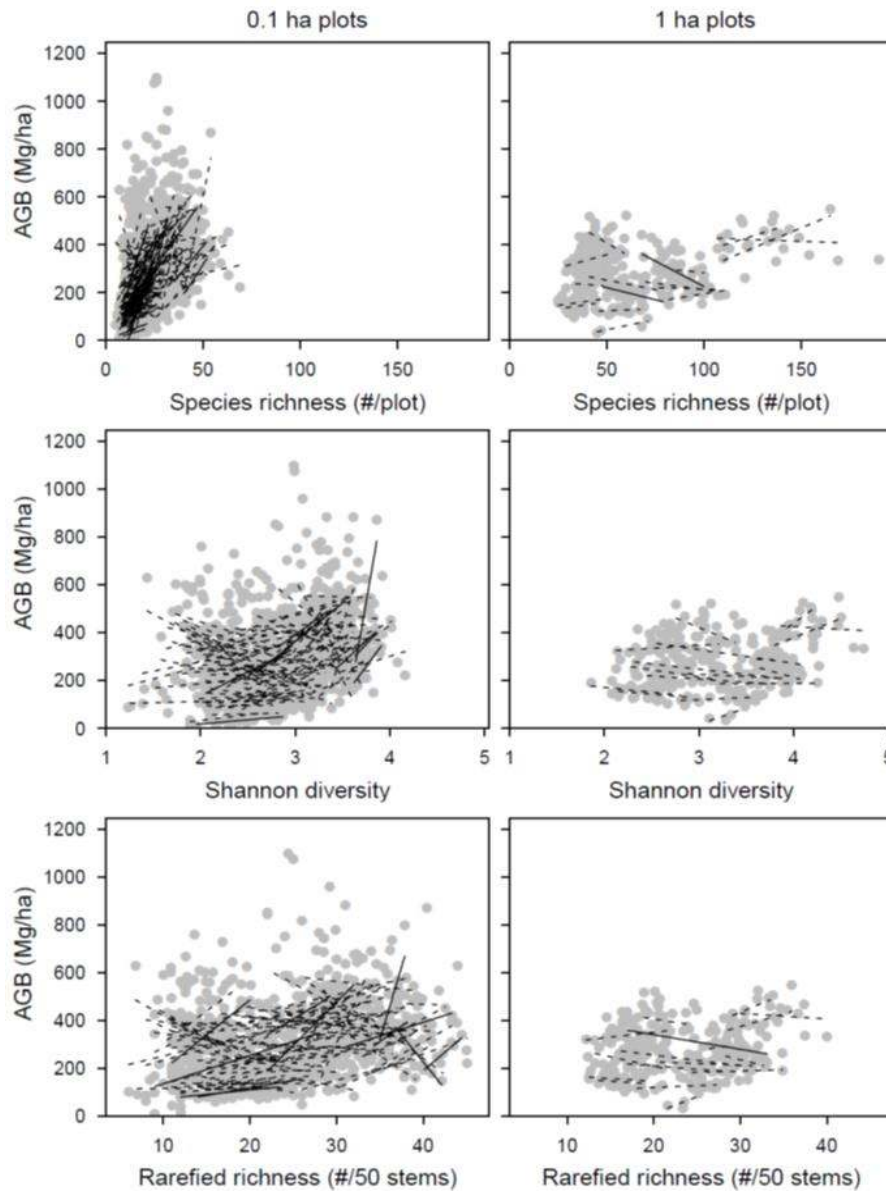 0.1 ha plots 1 ha plots
1200
1000
800
600
400
200
0
AGB (Mg/ha)
0 50 100 150 0 50 100 150
Species richness (#/plot) Species richness (#/plot)
1200
1000
800
600
400
200
0
AGB (Mg/ha)
1 2 3 4 5 1 2 3 4 5
Shannon diversity Shannon diversity
1200
1000
800
600
400
200
0
AGB (Mg/ha)
10 20 30 40 10 20 30 40
Rarefied richness (#/50 stems) Rarefied richness (#/50 stems)